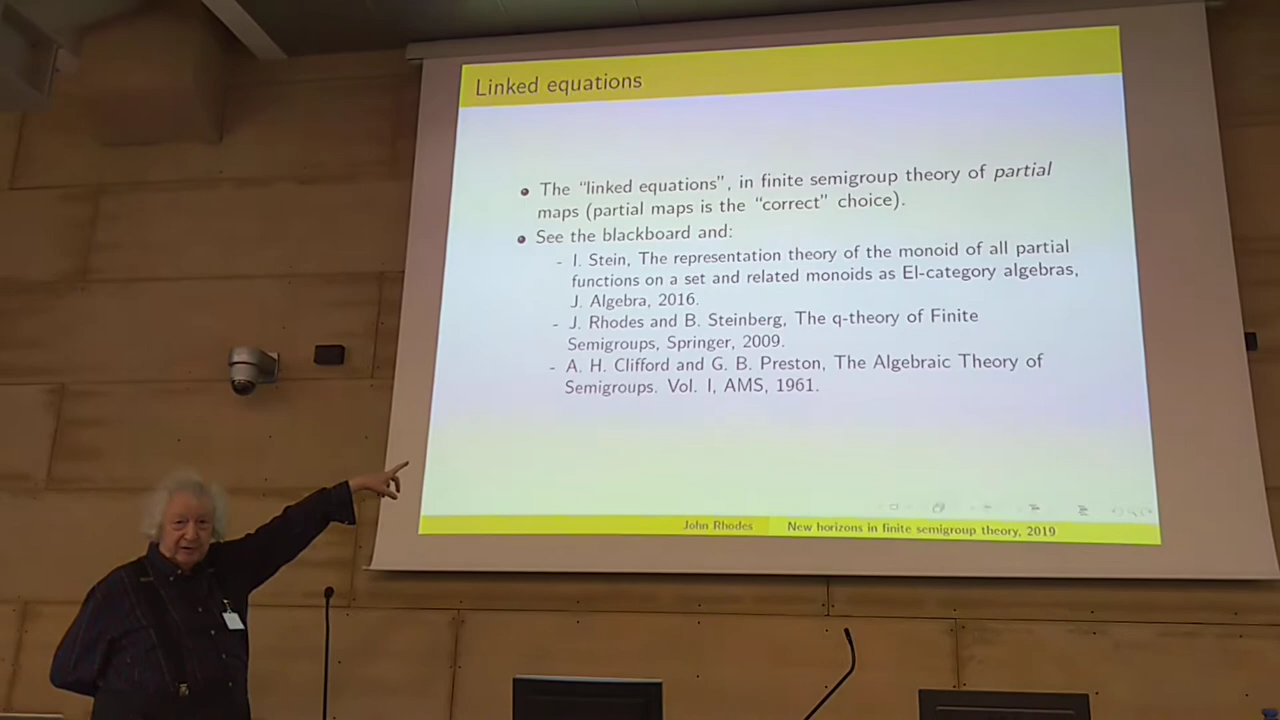 Linked equations
The "linked equations", in finite semigroup theory of partial
maps (partial maps is the "correct" choice).
See the blackboard and:
- I. Stein, The representation theory of the monoid of all partial
functions on a set and related monoids as EI-category algebras,
J. Algebra, 2016.
- J. Rhodes and B. Steinberg, The q-theory of Finite
Semigroups, Springer, 2009.
- A. H. Clifford and G. B. Preston, The Algebraic Theory of
Semigroups. Vol. I, AMS, 1961.
John Rhodes New horizons in finite semigroup theory, 2019